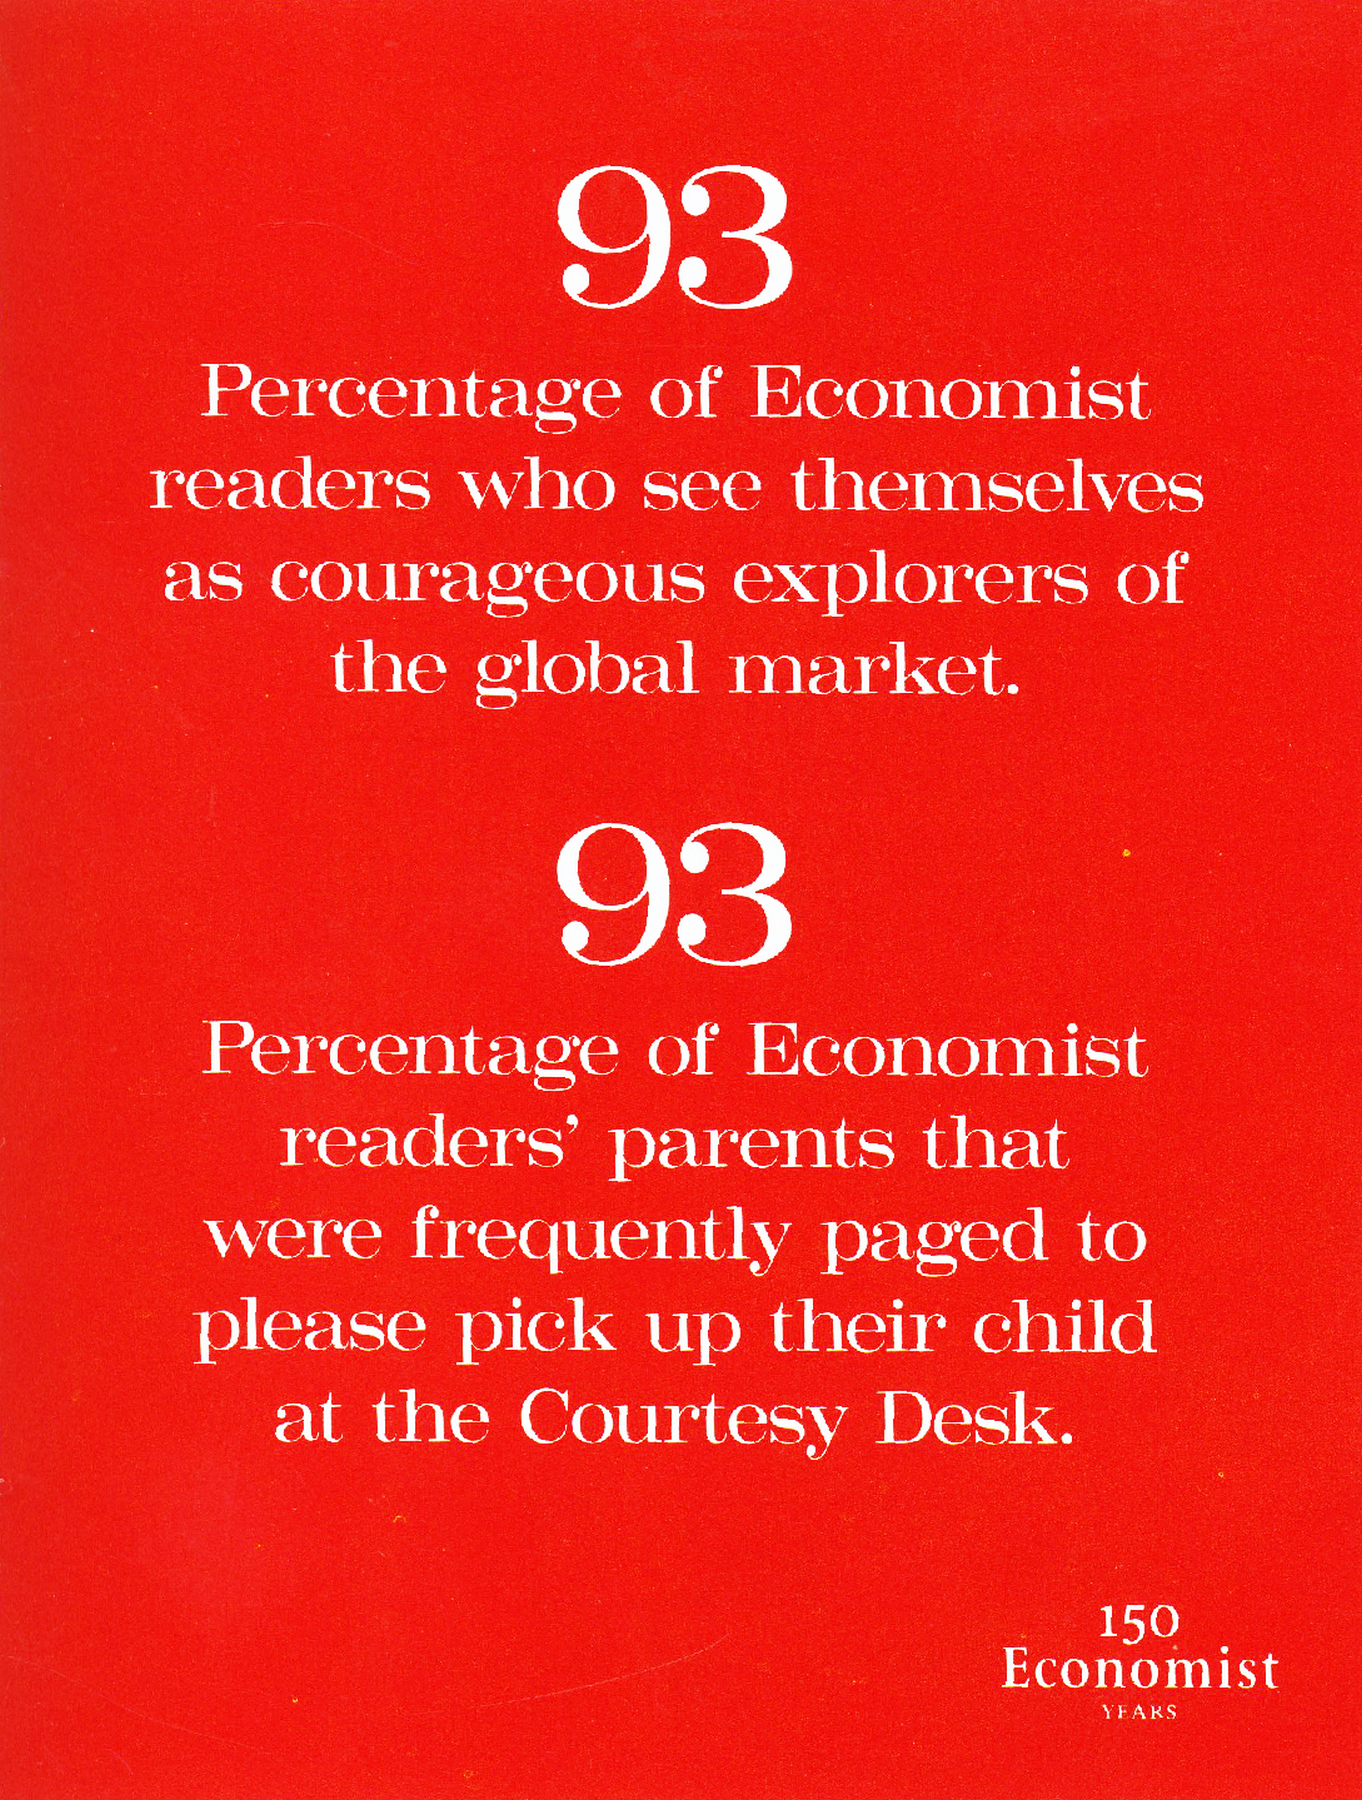 93
Percentage of Economist
readers who see themselves
as courageous explorers of
the global market.
93
Percentage of Economist
readers’ parents that
were frequently paged to
please pick up their child
at the Courtesy Desk.
150
Economist
YEARS